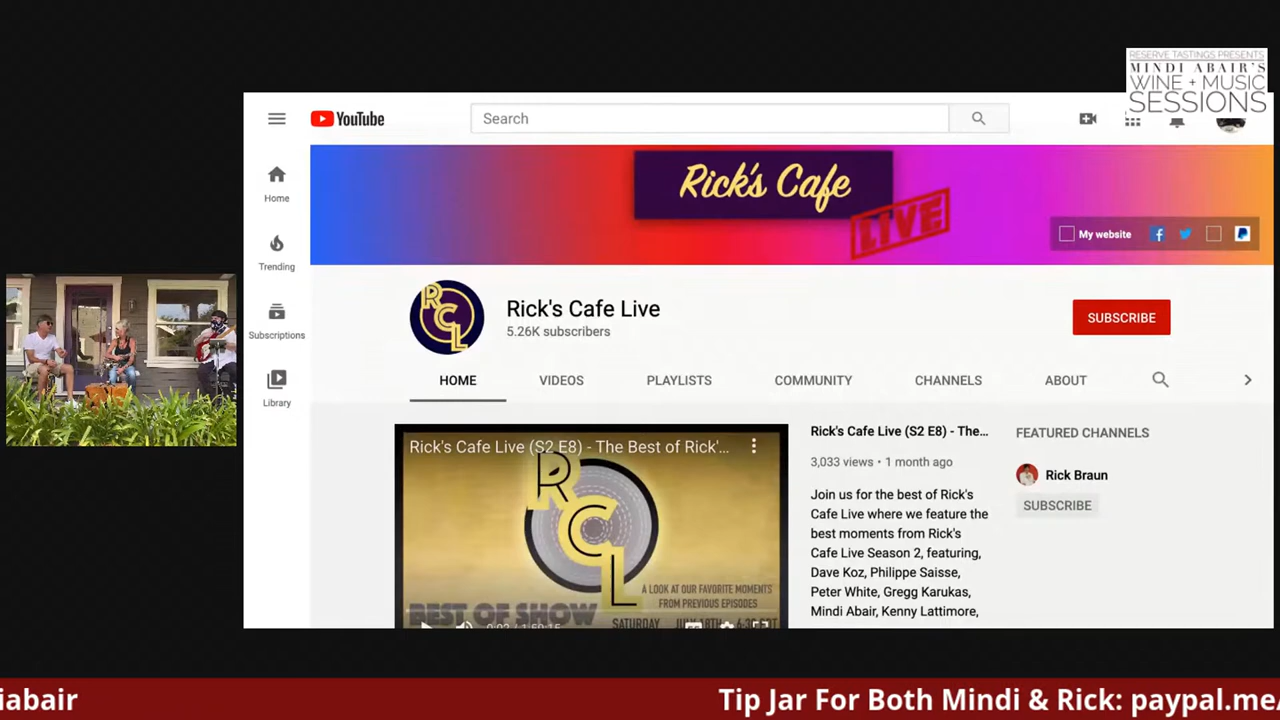 RESERVE TASTINGS PRESENTS
MINDI ABAIR'S
WINE + MUSIC
SESSIONS
YouTube
Search
Home
Trending
Subscriptions
Library
Rick's Cafe
LIVE
My website
RCL
Rick's Cafe Live
5.26K subscribers
SUBSCRIBE
HOME
VIDEOS
PLAYLISTS
COMMUNITY
CHANNELS
ABOUT
Rick's Cafe Live (S2 E8) - The Best of Rick'...
RCL
A LOOK AT OUR FAVORITE MOMENTS
FROM PREVIOUS EPISODES
BEST OF SHOW
SATURDAY
Rick's Cafe Live (S2 E8) - The...
3,033 views • 1 month ago
Join us for the best of Rick's
Cafe Live where we feature the
best moments from Rick's
Cafe Live Season 2, featuring,
Dave Koz, Philippe Saisse,
Peter White, Gregg Karukas,
Mindi Abair, Kenny Lattimore,
FEATURED CHANNELS
Rick Braun
SUBSCRIBE
iabair
Tip Jar For Both Mindi & Rick: paypal.me/